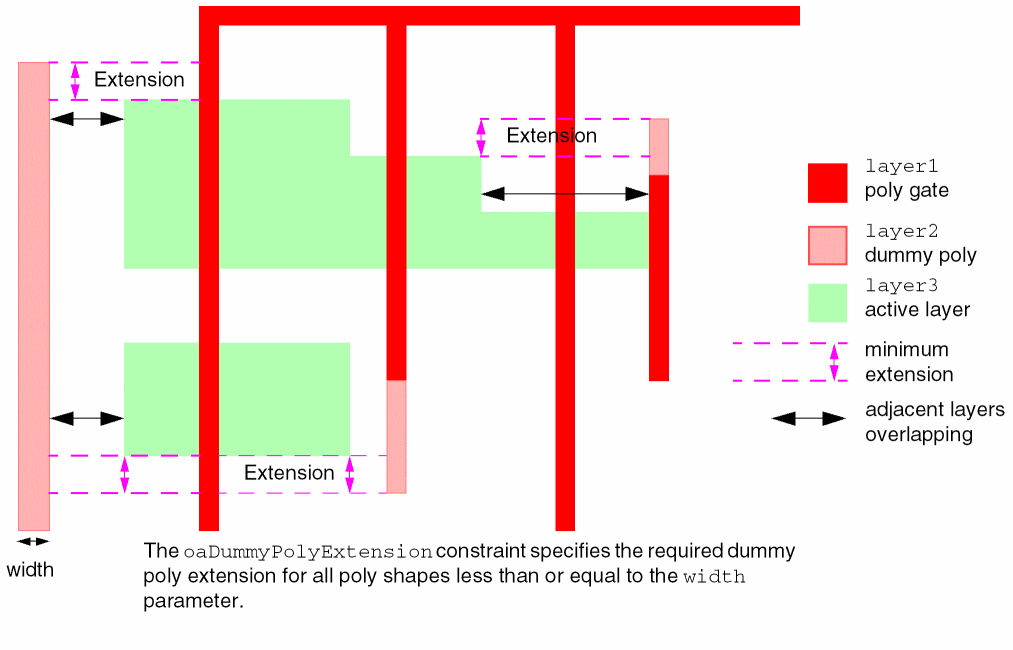 Extension
Extension
layer1
poly gate
layer2
dummy poly
layer3
active layer
minimum
extension
adjacent layers
overlapping
Extension
width
The oaDummyPolyExtension constraint specifies the required dummy
poly extension for all poly shapes less than or equal to the width
parameter.